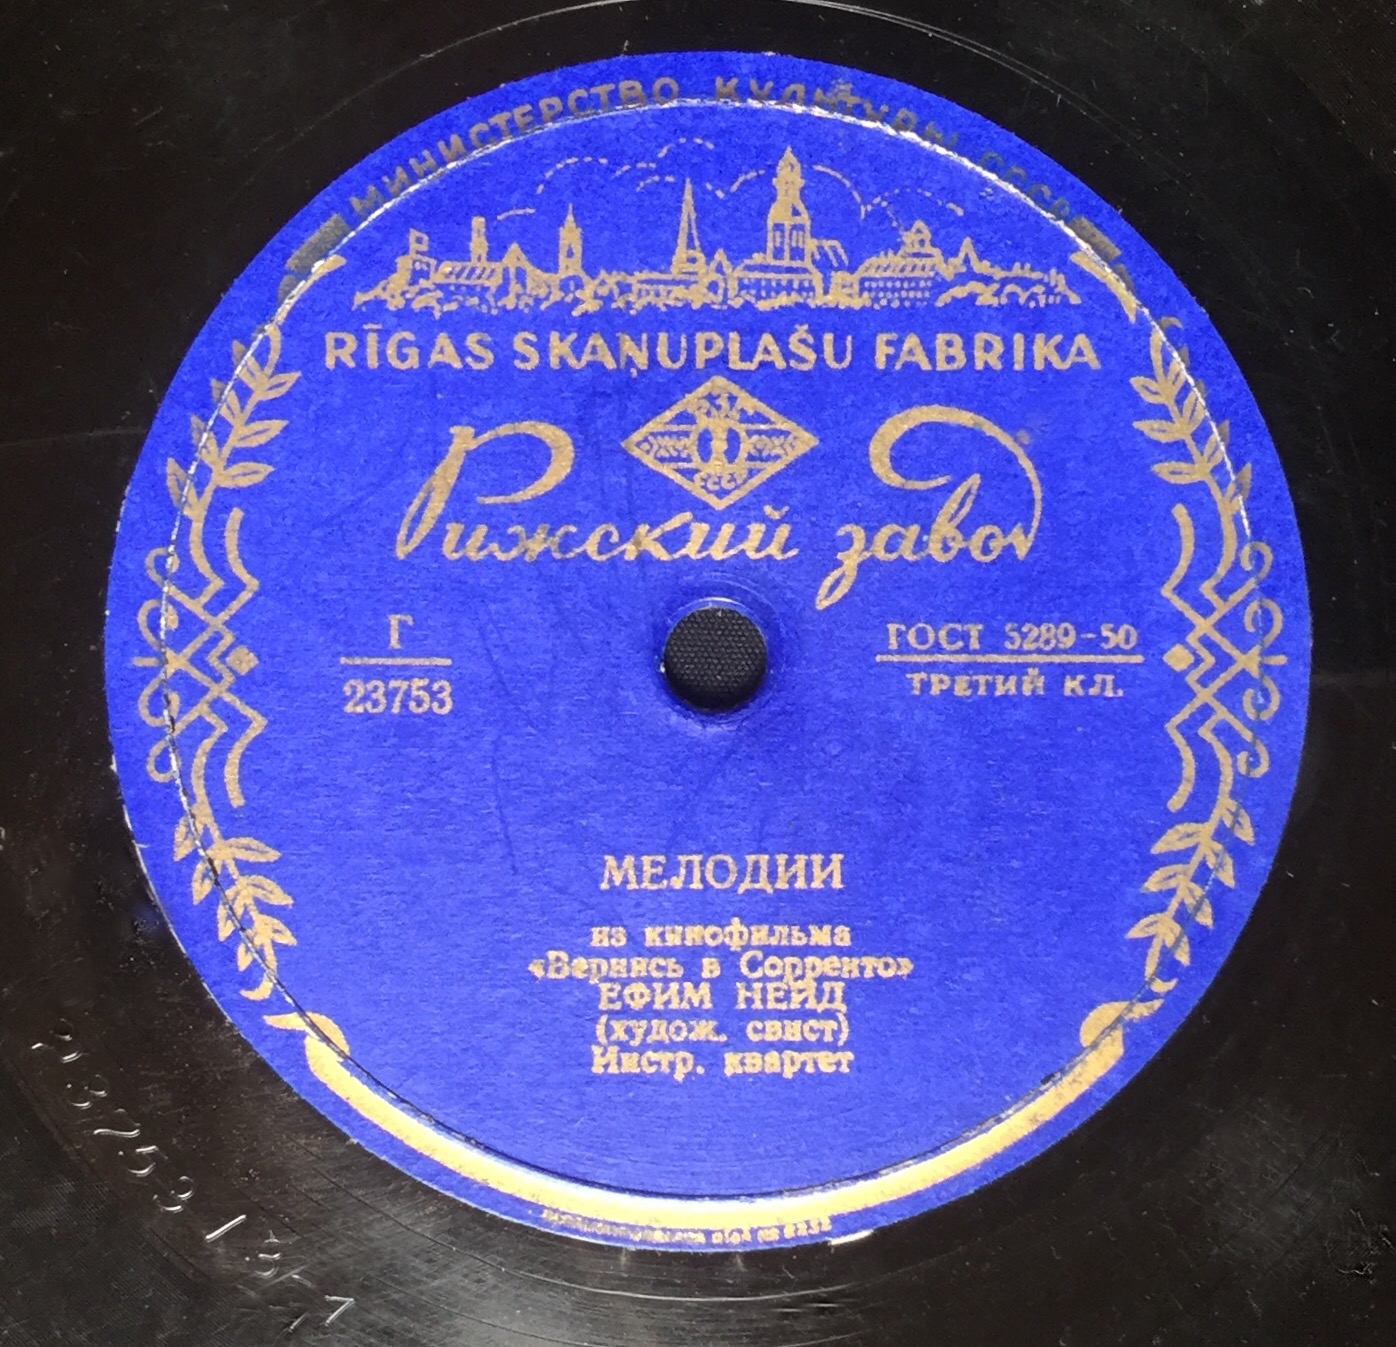 МИНИСТЕРСТВО КУЛЬТУРЫ СССР
RĪGAS SKAŅUPLAŠU FABRIKA
Рижский завод
Г
23753
ГОСТ 5289-50
ТРЕТИЙ КЛ.
МЕЛОДИИ
из кинофильма
«Вернись в Сорренто»
ЕФИМ НЕЙД
(худож. свист)
Инстр. квартет
23753